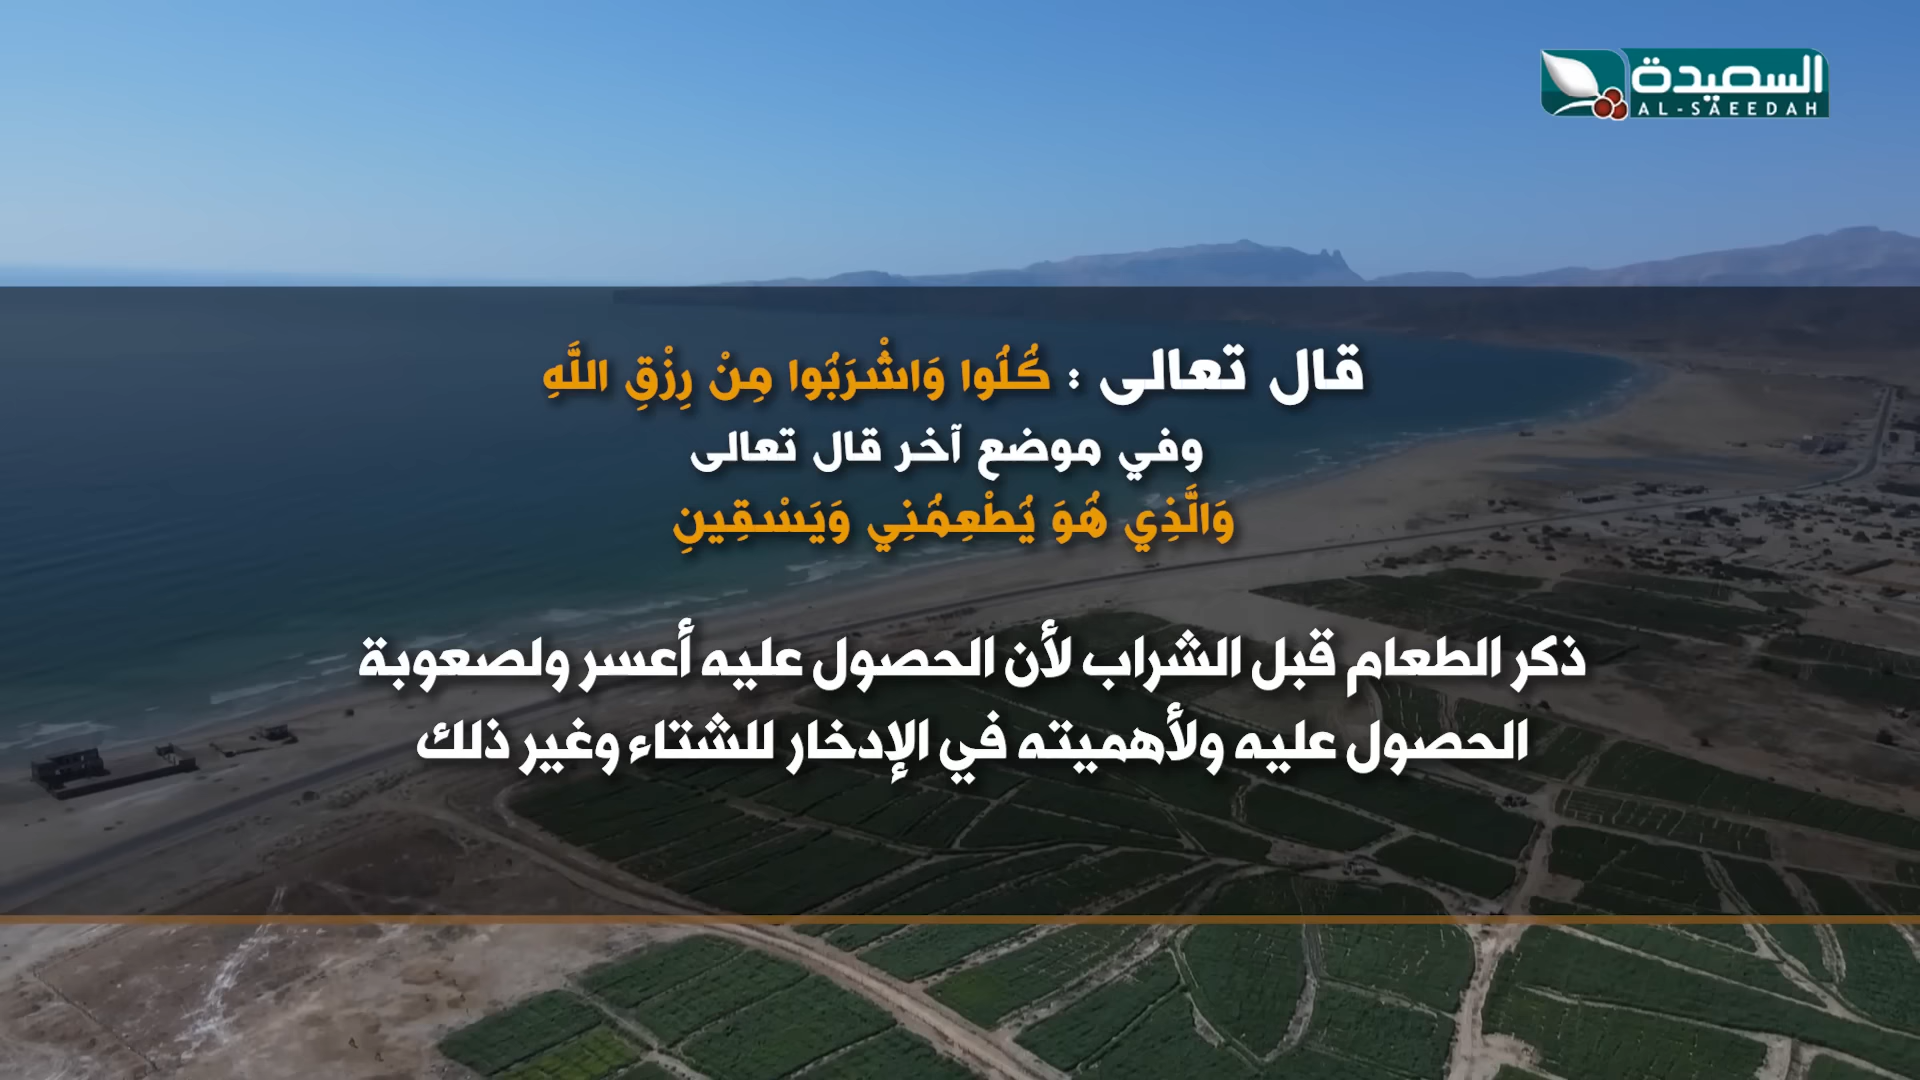 السعيدة
AL-SAEEDAH
قال تعالى : كُلُوا وَاشْرَبُوا مِنْ رِزْقِ اللَّهِ
وفي موضع آخر قال تعالى
وَالَّذِي هُوَ يُطْعِمُنِي وَيَسْقِينِ
ذكر الطعام قبل الشراب لأن الحصول عليه أعسر ولصعوبة
الحصول عليه ولأهميته في الإدخار للشتاء وغير ذلك